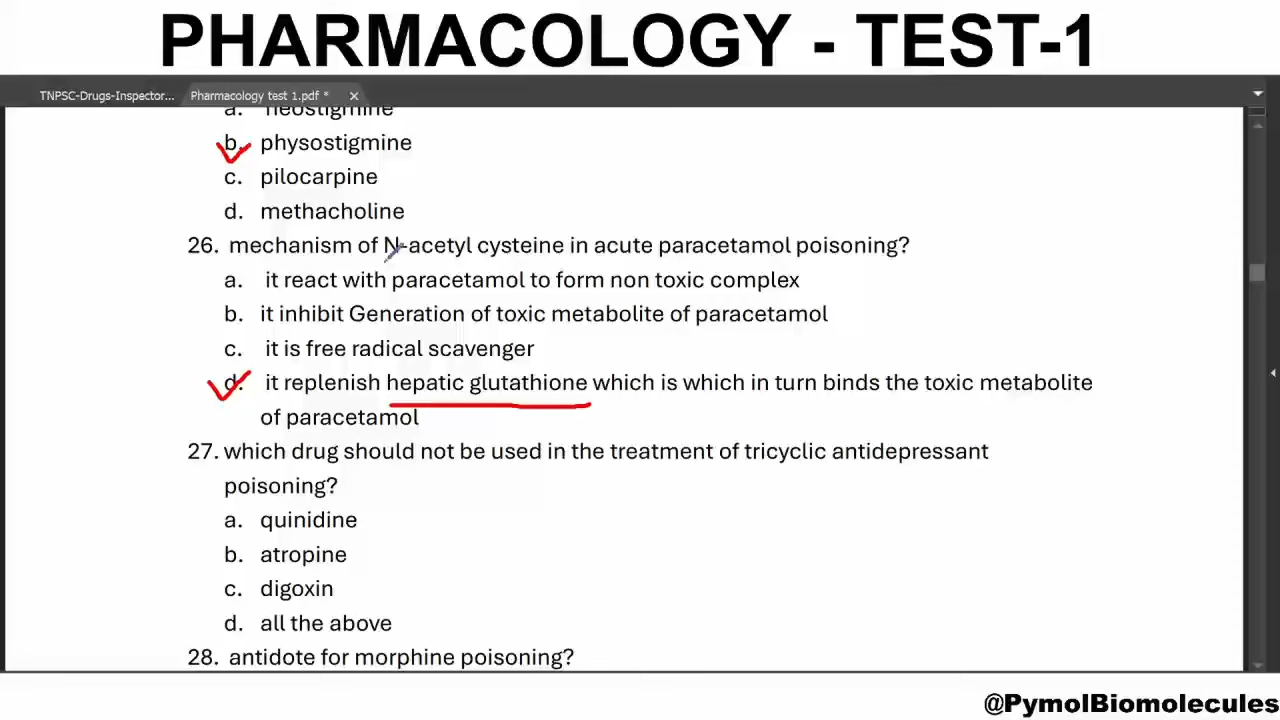 PHARMACOLOGY - TEST-1
TNPSC-Drugs-Inspector... Pharmacology test 1.pdf *
a. neostigmine
b. physostigmine
c. pilocarpine
d. methacholine
26. mechanism of N-acetyl cysteine in acute paracetamol poisoning?
a. it react with paracetamol to form non toxic complex
b. it inhibit Generation of toxic metabolite of paracetamol
c. it is free radical scavenger
d. it replenish hepatic glutathione which is which in turn binds the toxic metabolite
of paracetamol
27. which drug should not be used in the treatment of tricyclic antidepressant
poisoning?
a. quinidine
b. atropine
c. digoxin
d. all the above
28. antidote for morphine poisoning?
@PymolBiomolecules